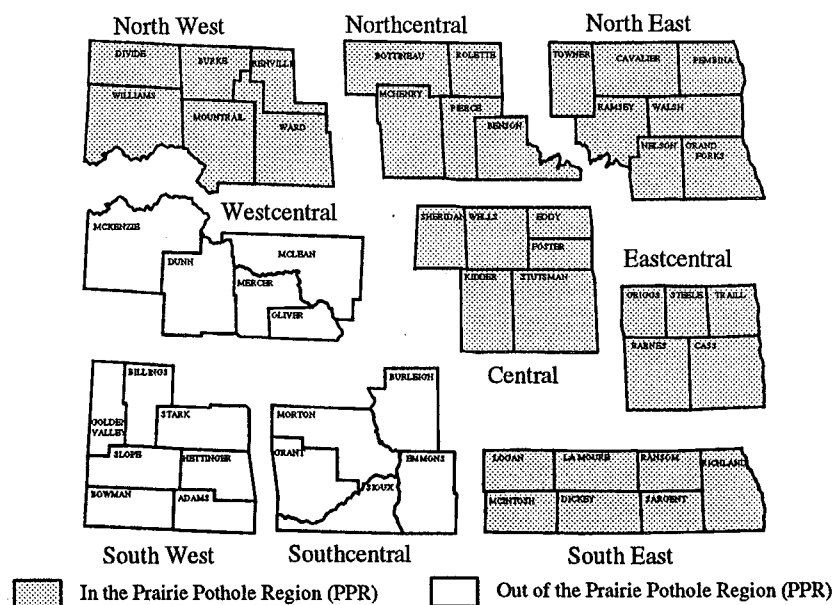 North West
Northcentral
North East
DIVIDE
BURKE
RENVILLE
WILLIAMS
MOUNTRAIL
WARD
BOTTINEAU
ROLETTE
MCHENRY
PIERCE
BENSON
TOWNER
CAVALIER
PEMBINA
RAMSEY
WALSH
NELSON
GRAND
FORKS
Westcentral
MCKENZIE
DUNN
MCLEAN
MERCER
OLIVER
SHERIDAN
WELLS
EDDY
FOSTER
KIDDER
STUTSMAN
Central
Eastcentral
GRIGGS
STEELE
TRAILL
BARNES
CASS
BILLINGS
STARK
GOLDEN
VALLEY
SLOPE
HETTINGER
BOWMAN
ADAMS
South West
BURLEIGH
MORTON
GRANT
SIOUX
EMMONS
Southcentral
LOGAN
LA MOURE
RANSOM
RICHLAND
MCINTOSH
DICKEY
SARGENT
South East
In the Prairie Pothole Region (PPR)
Out of the Prairie Pothole Region (PPR)